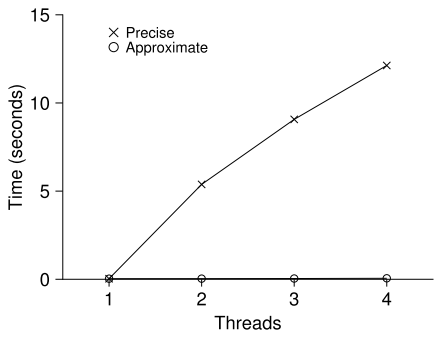 15
Precise
Approximate
10
5
0
Time (seconds)
1 2 3 4
Threads